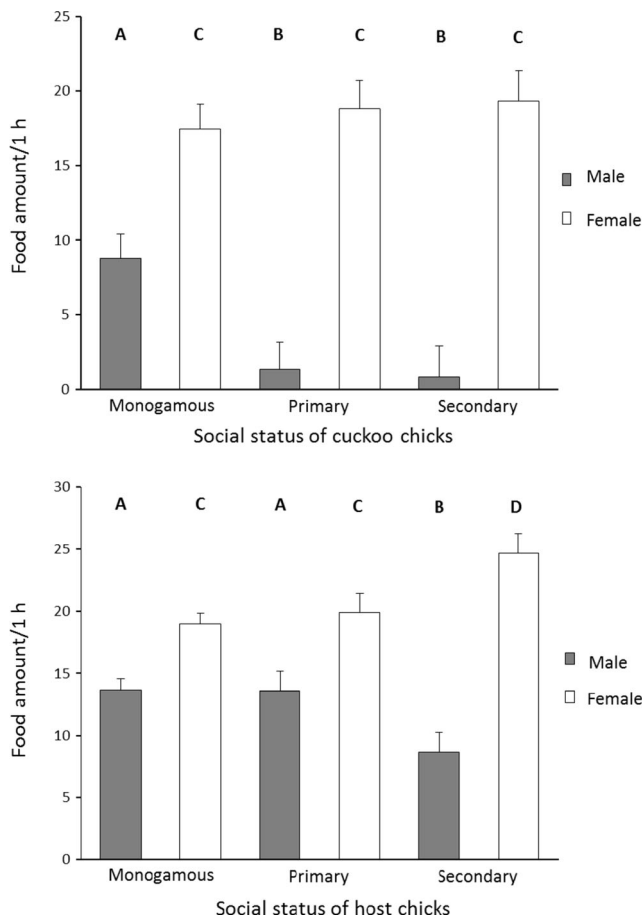 25
20
15
10
5
0
Food amount/1 h
A C B C B C
Male
Female
Monogamous Primary Secondary
Social status of cuckoo chicks
30
25
20
15
10
5
0
Food amount/1 h
A C A C B D
Male
Female
Monogamous Primary Secondary
Social status of host chicks